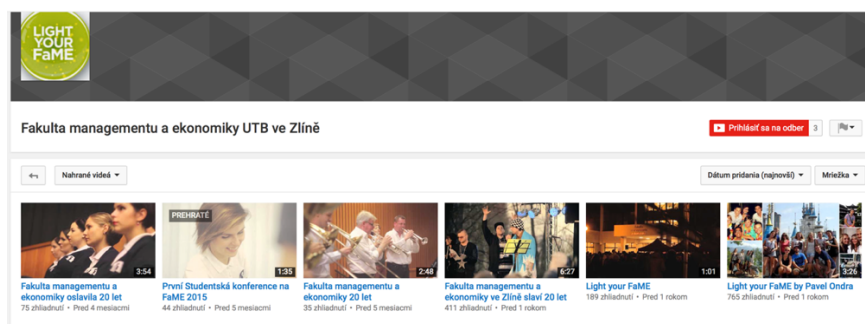 LIGHT
YOUR
FaME
Fakulta managementu a ekonomiky UTB ve Zlíně
Prihlásiť sa na odber 3
Nahrané videá
Dátum pridania (najnovší) Mriežka
3:54
Fakulta managementu a
ekonomiky oslavila 20 let
75 zhliadnutí • Pred 4 mesiacmi
PREHRATÉ
1:35
První Studentská konference na
FaME 2015
44 zhliadnutí • Pred 5 mesiacmi
2:48
Fakulta managementu a
ekonomiky 20 let
35 zhliadnutí • Pred 5 mesiacmi
6:27
Fakulta managementu a
ekonomiky ve Zlíně slaví 20 let
411 zhliadnutí • Pred 1 rokom
1:01
Light your FaME
189 zhliadnutí • Pred 1 rokom
3:26
Light your FaME by Pavel Ondra
765 zhliadnutí • Pred 1 rokom